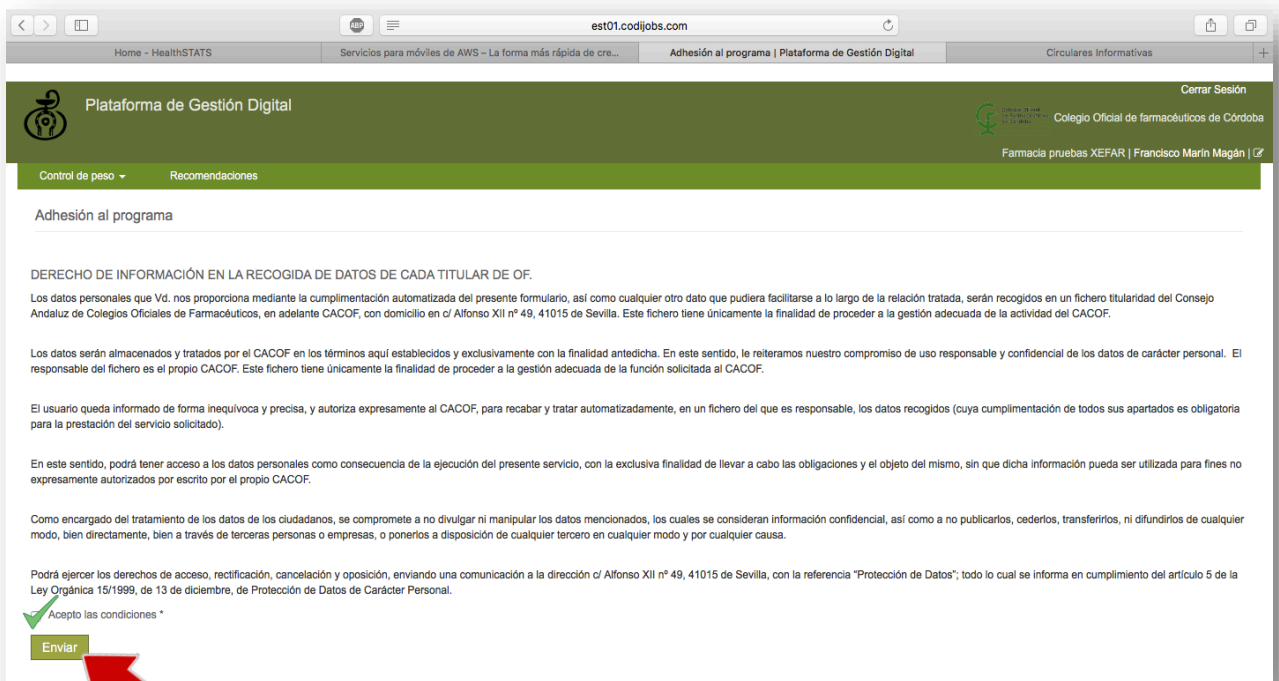 est01.codijobs.com
ABP
Home - HealthSTATS
Servicios para móviles de AWS – La forma más rápida de cre...
Adhesión al programa | Plataforma de Gestión Digital
Circulares Informativas
Cerrar Sesión
Plataforma de Gestión Digital
Colegio Oficial de farmacéuticos de Córdoba
Farmacia pruebas XEFAR | Francisco Marín Magán |
Control de peso
Recomendaciones
Adhesión al programa
DERECHO DE INFORMACIÓN EN LA RECOGIDA DE DATOS DE CADA TITULAR DE OF.
Los datos personales que Vd. nos proporciona mediante la cumplimentación automatizada del presente formulario, así como cualquier otro dato que pudiera facilitarse a lo largo de la relación tratada, serán recogidos en un fichero titularidad del Consejo
Andaluz de Colegios Oficiales de Farmacéuticos, en adelante CACOF, con domicilio en c/ Alfonso XII nº 49, 41015 de Sevilla. Este fichero tiene únicamente la finalidad de proceder a la gestión adecuada de la actividad del CACOF.
Los datos serán almacenados y tratados por el CACOF en los términos aquí establecidos y exclusivamente con la finalidad antedicha. En este sentido, le reiteramos nuestro compromiso de uso responsable y confidencial de los datos de carácter personal. El
responsable del fichero es el propio CACOF. Este fichero tiene únicamente la finalidad de proceder a la gestión adecuada de la función solicitada al CACOF.
El usuario queda informado de forma inequívoca y precisa, y autoriza expresamente al CACOF, para recabar y tratar automatizadamente, en un fichero del que es responsable, los datos recogidos (cuya cumplimentación de todos sus apartados es obligatoria
para la prestación del servicio solicitado).
En este sentido, podrá tener acceso a los datos personales como consecuencia de la ejecución del presente servicio, con la exclusiva finalidad de llevar a cabo las obligaciones y el objeto del mismo, sin que dicha información pueda ser utilizada para fines no
expresamente autorizados por escrito por el propio CACOF.
Como encargado del tratamiento de los datos de los ciudadanos, se compromete a no divulgar ni manipular los datos mencionados, los cuales se consideran información confidencial, así como a no publicarlos, cederlos, transferirlos, ni difundirlos de cualquier
modo, bien directamente, bien a través de terceras personas o empresas, o ponerlos a disposición de cualquier tercero en cualquier modo y por cualquier causa.
Podrá ejercer los derechos de acceso, rectificación, cancelación y oposición, enviando una comunicación a la dirección c/ Alfonso XII nº 49, 41015 de Sevilla, con la referencia "Protección de Datos"; todo lo cual se informa en cumplimiento del artículo 5 de la
Ley Orgánica 15/1999, de 13 de diciembre, de Protección de Datos de Carácter Personal.
Acepto las condiciones *
Enviar